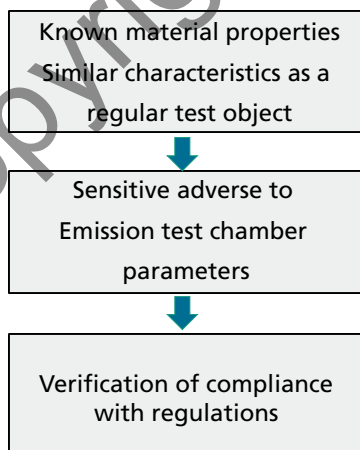 Known material properties
Similar characteristics as a
regular test object
Sensitive adverse to
Emission test chamber
parameters
Verification of compliance
with regulations